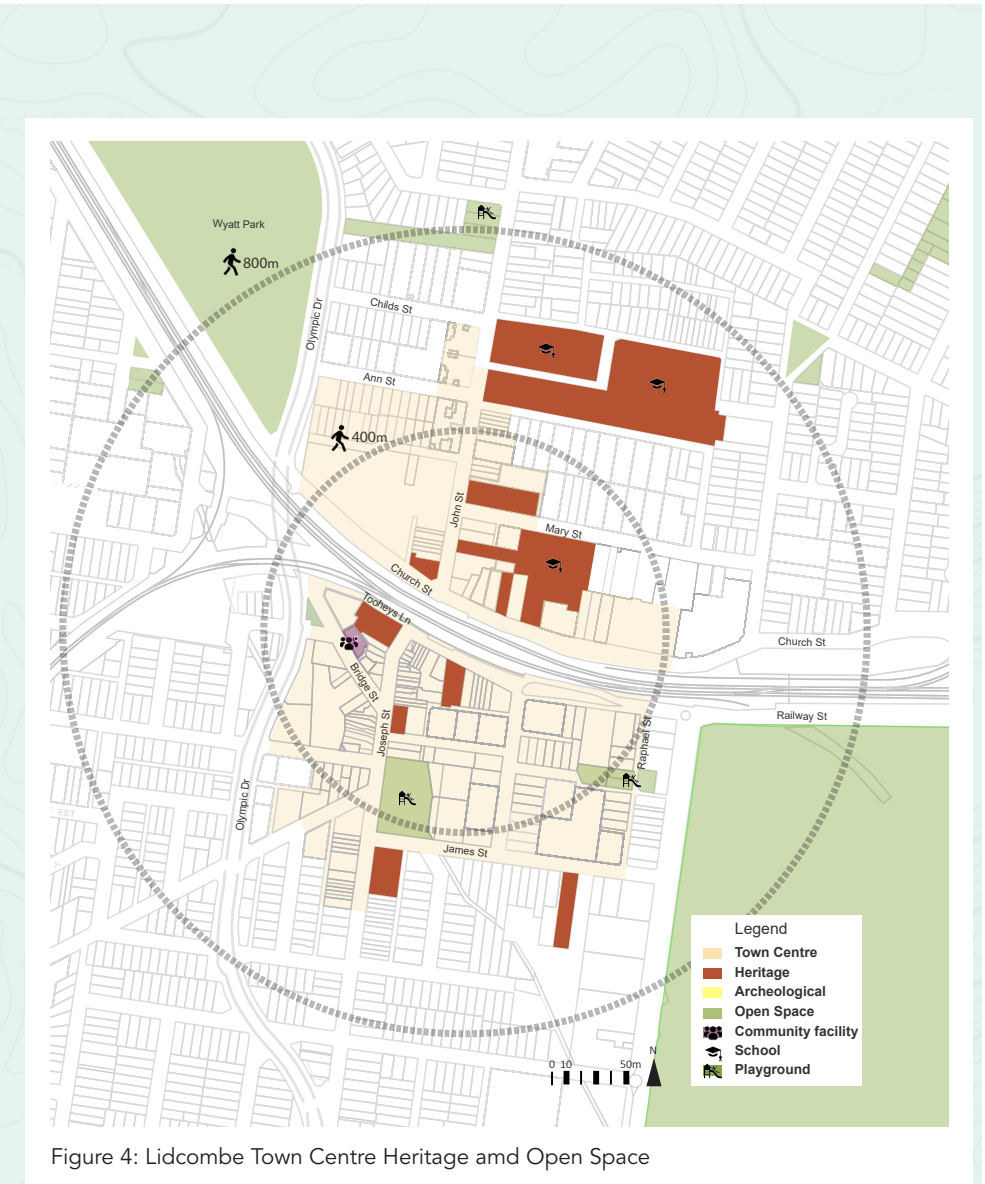 Wyatt Park
800m
Olympic Dr
Childs St
Ann St
400m
John St
Mary St
Church St
Tooheys Ln
Church St
Bridge St
Railway St
Joseph St
Raphael St
Olympic Dr
EET
James St
Legend
Town Centre
Heritage
Archeological
Open Space
Community facility
School
Playground
0 10 50m
N
Figure 4: Lidcombe Town Centre Heritage amd Open Space